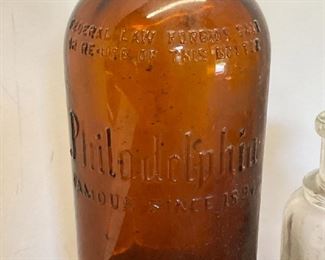 FEDERAL LAW FORBIDS SALE
OR RE-USE OF THIS BOTTLE
Philadelphia
FAMOUS SINCE 1894